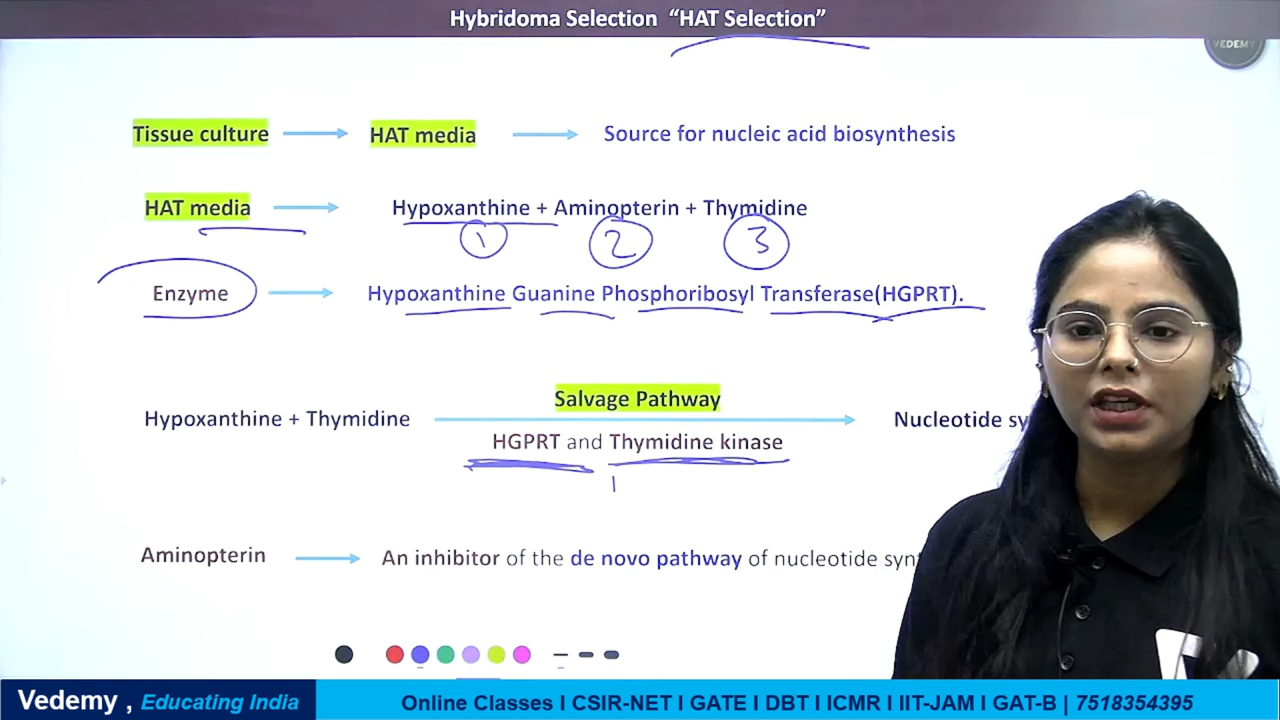 Hybridoma Selection “HAT Selection”
VEDEMY
Tissue culture HAT media Source for nucleic acid biosynthesis
HAT media Hypoxanthine + Aminopterin + Thymidine
1 2 3
Enzyme Hypoxanthine Guanine Phosphoribosyl Transferase(HGPRT).
Salvage Pathway
Hypoxanthine + Thymidine Nucleotide sy
HGPRT and Thymidine kinase
Aminopterin An inhibitor of the de novo pathway of nucleotide syn
Vedemy , Educating India Online Classes I CSIR-NET I GATE I DBT I ICMR I IIT-JAM I GAT-B | 7518354395